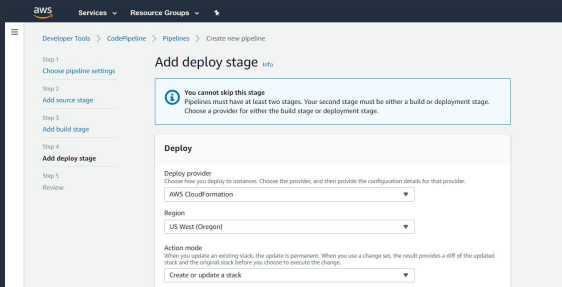 aws Services Resource Groups
Developer Tools > CodePipeline > Pipelines > Create new pipeline
Step 1
Choose pipeline settings
Step 2
Add source stage
Step 3
Add build stage
Step 4
Add deploy stage
Step 5
Review
Add deploy stage Info
You cannot skip this stage
Pipelines must have at least two stages. Your second stage must be either a build or deployment stage.
Choose a provider for either the build stage or deployment stage.
Deploy
Deploy provider
Choose how you deploy to instances. Choose the provider, and then provide the configuration details for that provider.
AWS CloudFormation
Region
US West (Oregon)
Action mode
When you update an existing stack, the update is permanent. When you use a change set, the result provides a diff of the updated
stack and the original stack before you choose to execute the change.
Create or update a stack